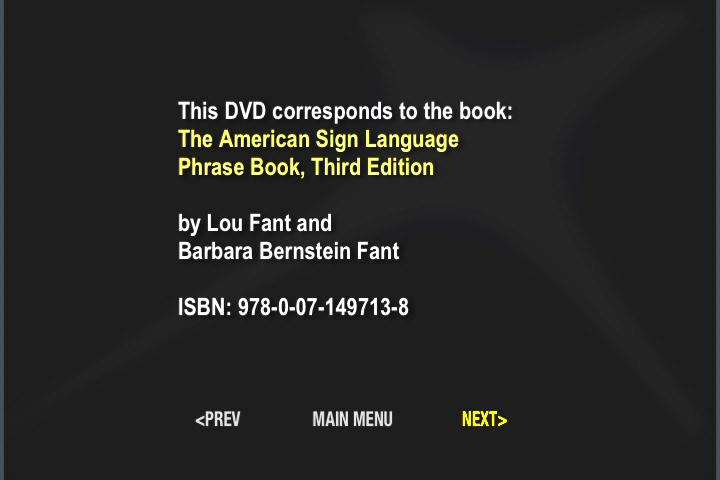 This DVD corresponds to the book:
The American Sign Language
Phrase Book, Third Edition
by Lou Fant and
Barbara Bernstein Fant
ISBN: 978-0-07-149713-8
<PREV MAIN MENU NEXT>